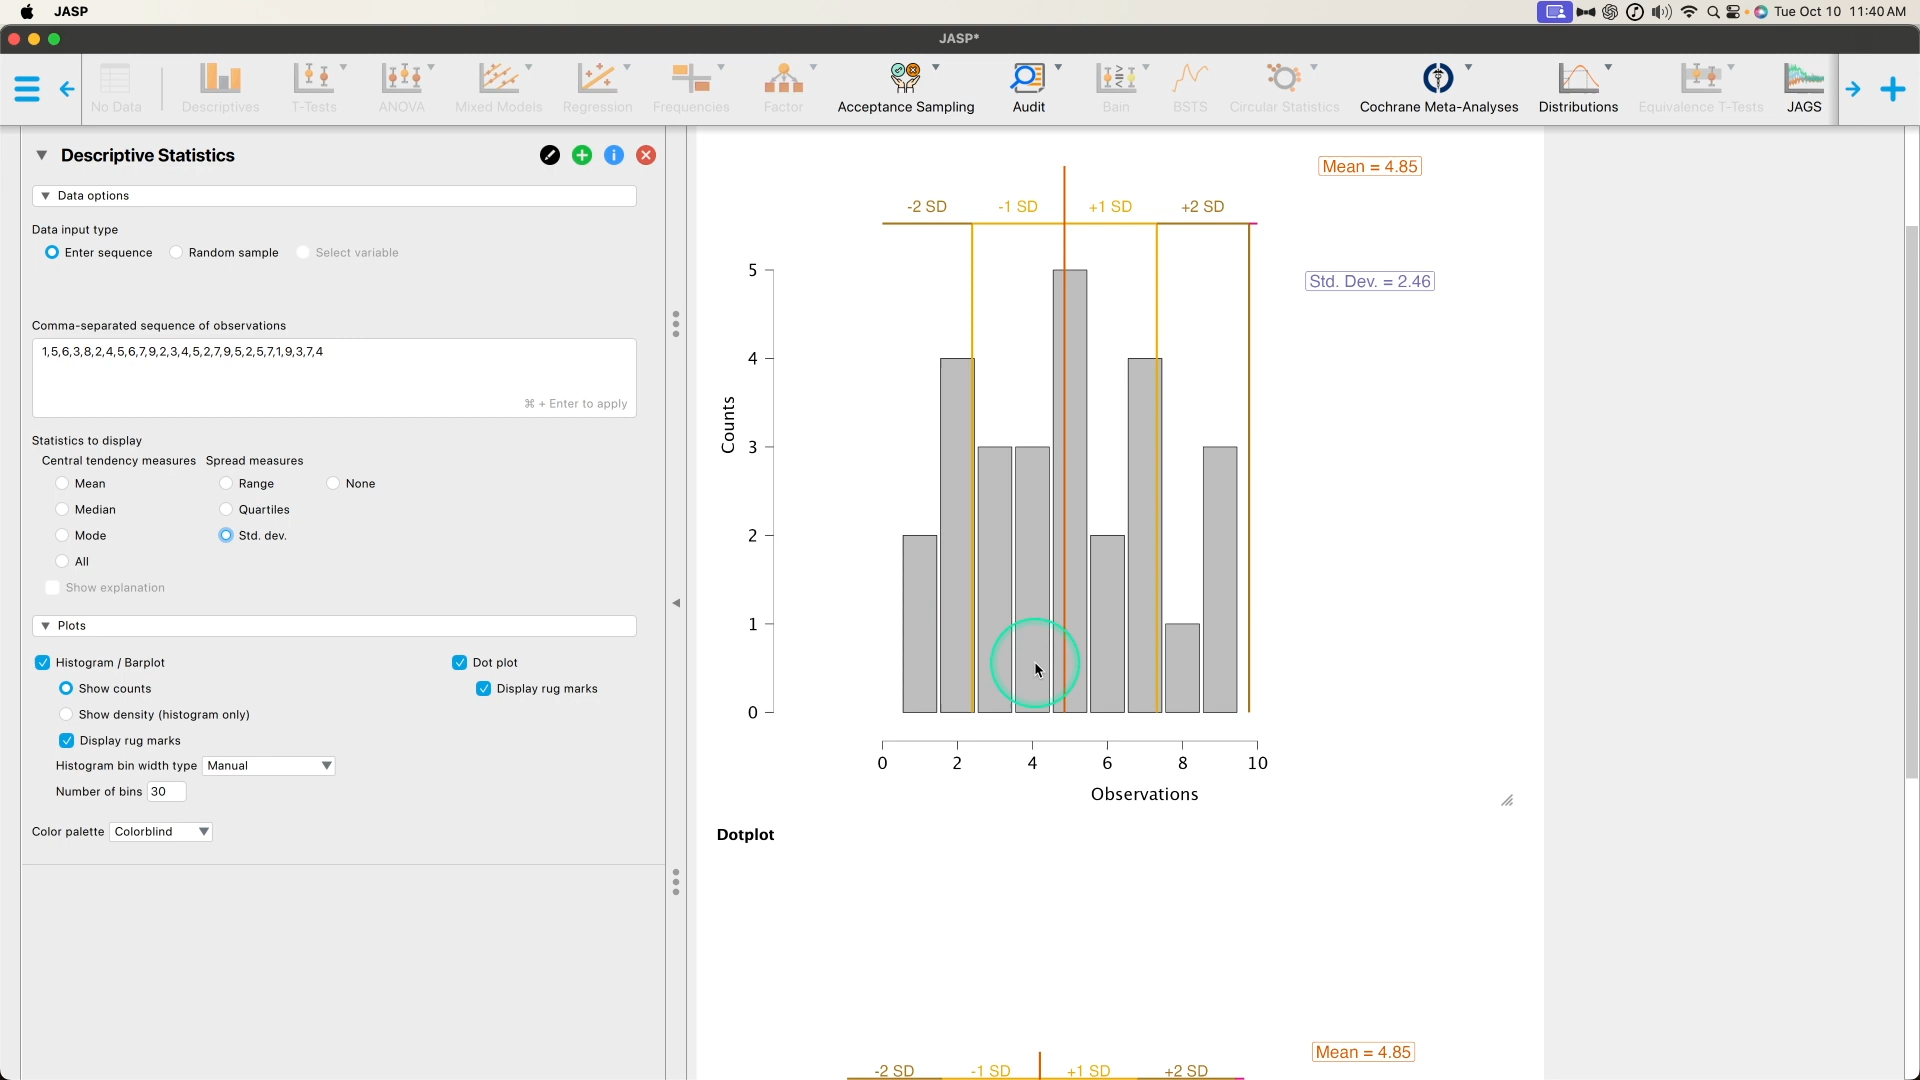 JASP
Tue Oct 10 11:40 AM
JASP*
No Data
Descriptives
T-Tests
ANOVA
Mixed Models
Regression
Frequencies
Factor
Acceptance Sampling
Audit
Bain
BSTS
Circular Statistics
Cochrane Meta-Analyses
Distributions
Equivalence T-Tests
JAGS
Descriptive Statistics
Data options
Data input type
Enter sequence
Random sample
Select variable
Comma-separated sequence of observations
1,5,6,3,8,2,4,5,6,7,9,2,3,4,5,2,7,9,5,2,5,7,1,9,3,7,4
⌘ + Enter to apply
Statistics to display
Central tendency measures
Spread measures
Mean
Range
None
Median
Quartiles
Mode
Std. dev.
All
Show explanation
Plots
Histogram / Barplot
Dot plot
Show counts
Display rug marks
Show density (histogram only)
Display rug marks
Histogram bin width type
Manual
Number of bins
30
Color palette
Colorblind
Mean = 4.85
-2 SD
-1 SD
+1 SD
+2 SD
Std. Dev. = 2.46
5
4
3
2
1
0
Counts
0
2
4
6
8
10
Observations
Dotplot
Mean = 4.85
-2 SD
-1 SD
+1 SD
+2 SD